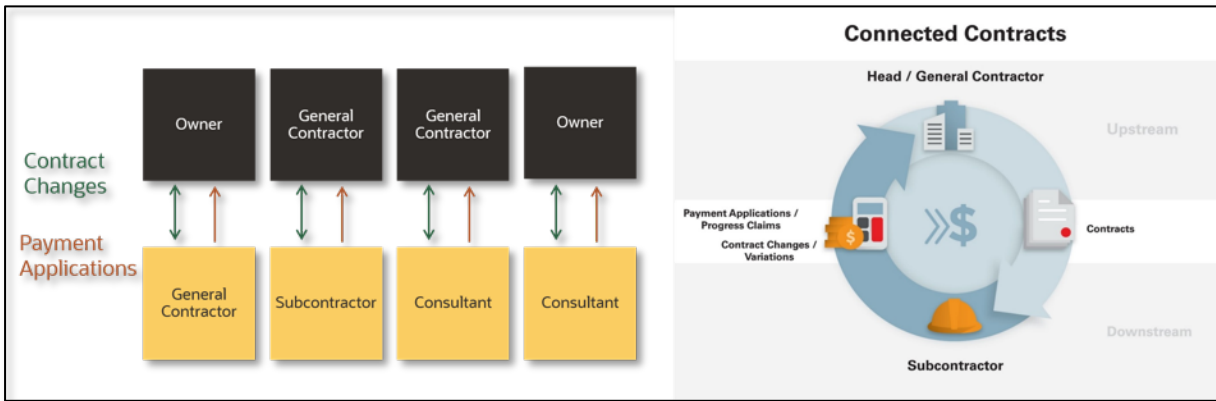 Contract
Changes
Payment
Applications
Owner
General
Contractor
General
Contractor
Owner
General
Contractor
Subcontractor
Consultant
Consultant
Connected Contracts
Head / General Contractor
Upstream
Payment Applications /
Progress Claims
Contract Changes /
Variations
$
$
Contracts
Downstream
Subcontractor